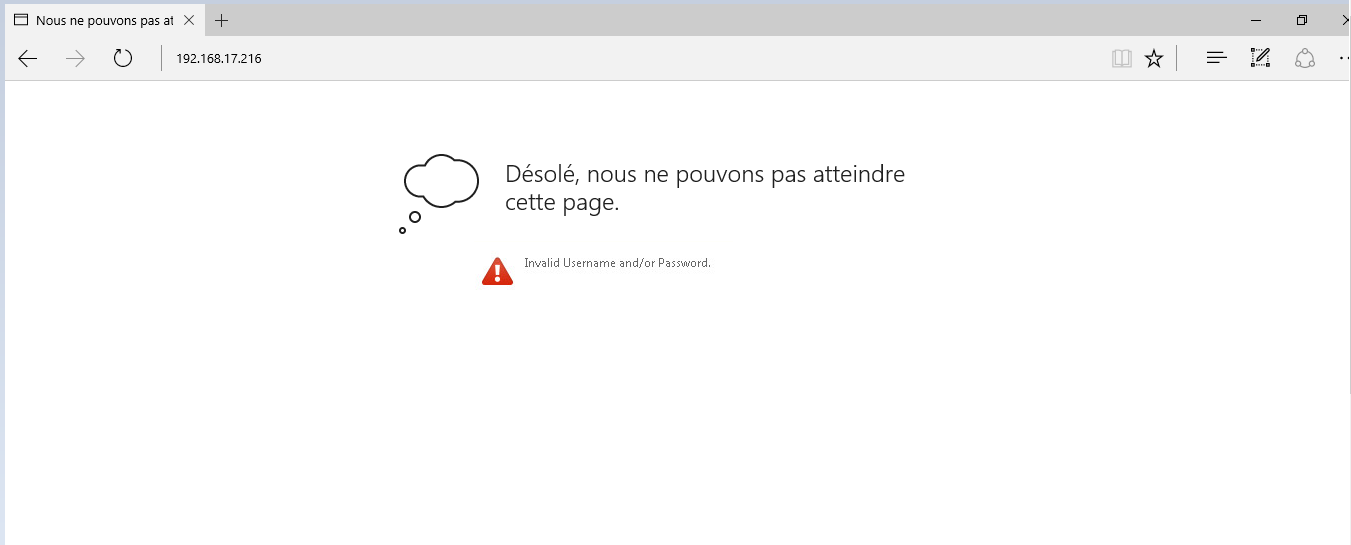 Nous ne pouvons pas at
192.168.17.216
Désolé, nous ne pouvons pas atteindre
cette page.
Invalid Username and/or Password.